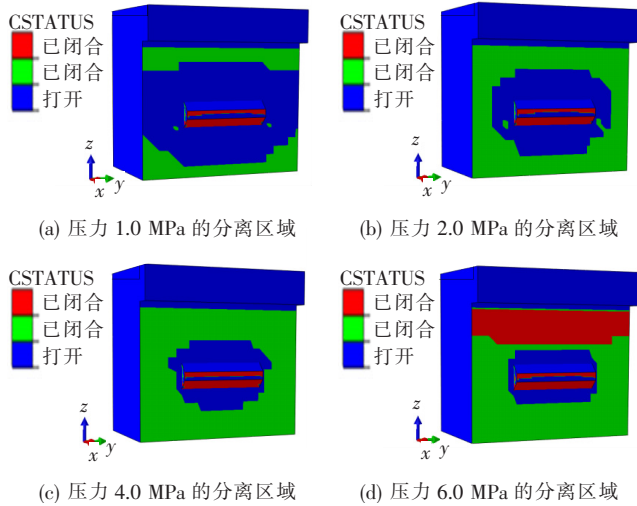 CSTATUS
已闭合
已闭合
打开
z
x
y
(a) 压力 1.0 MPa 的分离区域
CSTATUS
已闭合
已闭合
打开
z
x
y
(b) 压力 2.0 MPa 的分离区域
CSTATUS
已闭合
已闭合
打开
z
x
y
(c) 压力 4.0 MPa 的分离区域
CSTATUS
已闭合
已闭合
打开
z
x
y
(d) 压力 6.0 MPa 的分离区域